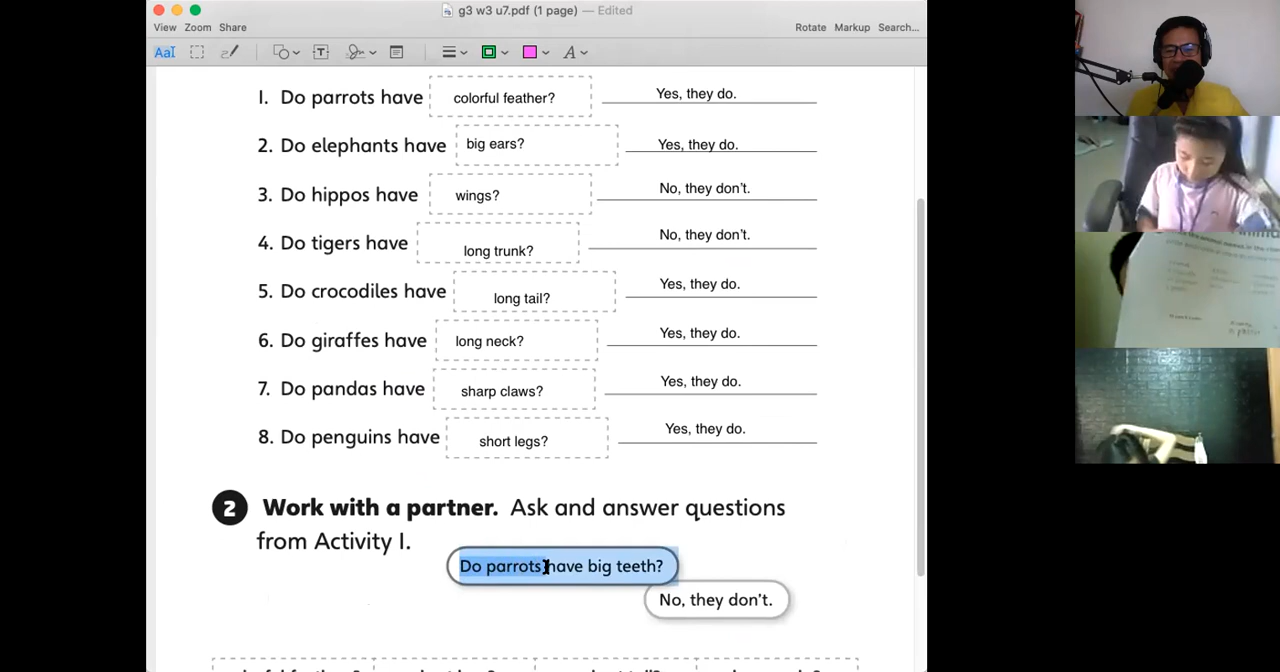 g3 w3 u7.pdf (1 page) — Edited
View Zoom Share Rotate Markup Search...
AaI T A
1. Do parrots have colorful feather? Yes, they do.
2. Do elephants have big ears? Yes, they do.
3. Do hippos have wings? No, they don't.
4. Do tigers have long trunk? No, they don't.
5. Do crocodiles have long tail? Yes, they do.
6. Do giraffes have long neck? Yes, they do.
7. Do pandas have sharp claws? Yes, they do.
8. Do penguins have short legs? Yes, they do.
2 Work with a partner. Ask and answer questions
from Activity 1.
Do parrots have big teeth?
No, they don't.